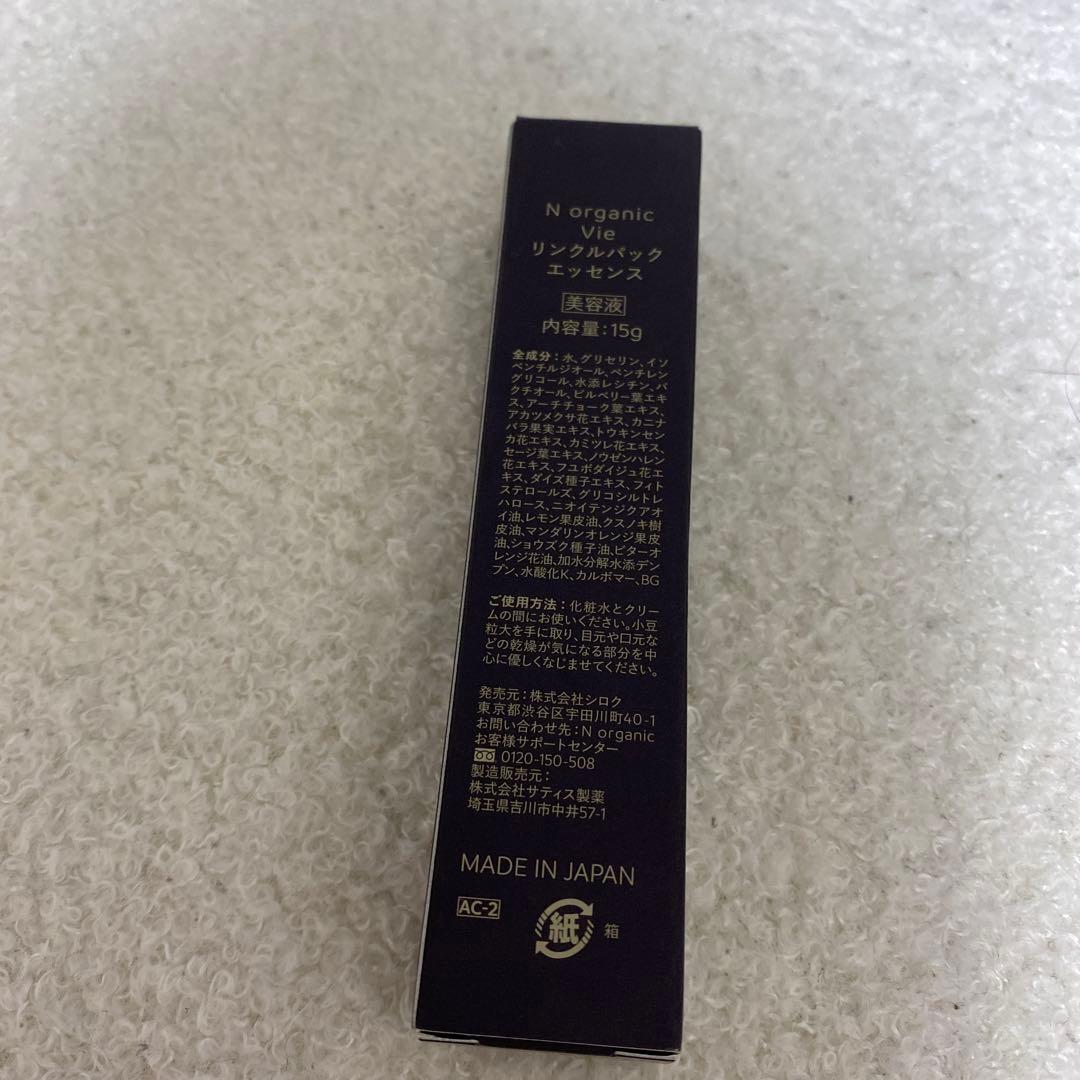 N organic
Vie
リンクルパック
エッセンス
美容液
内容量:15g
全成分:水、グリセリン、イソ
ペンチルジオール、ペンチレン
グリコール、水添レシチン、バ
クチオール、ビルベリー葉エキ
ス、アーチチョーク葉エキス、
アカツメクサ花エキス、カニナ
バラ果実エキス、トウキンセン
カ花エキス、カミツレ花エキス、
セージ葉エキス、ノウゼンハレン
花エキス、フユボダイジュ花エ
キス、ダイズ種子エキス、フィト
ステロールズ、グリコシルトレ
ハロース、ニオイテンジクアオ
イ油、レモン果皮油、クスノキ樹
皮油、マンダリンオレンジ果皮
油、ショウズク種子油、ビターオ
レンジ花油、加水分解水添デン
プン、水酸化K、カルボマー、BG
ご使用方法:化粧水とクリー
ムの間にお使いください。小豆
粒大を手に取り、目元や口元な
どの乾燥が気になる部分を中
心に優しくなじませてください。
発売元:株式会社シロク
東京都渋谷区宇田川町40-1
お問い合わせ先:N organic
お客様サポートセンター
0120-150-508
製造販売元:
株式会社サティス製薬
埼玉県吉川市中井57-1
MADE IN JAPAN
AC-2
紙 箱